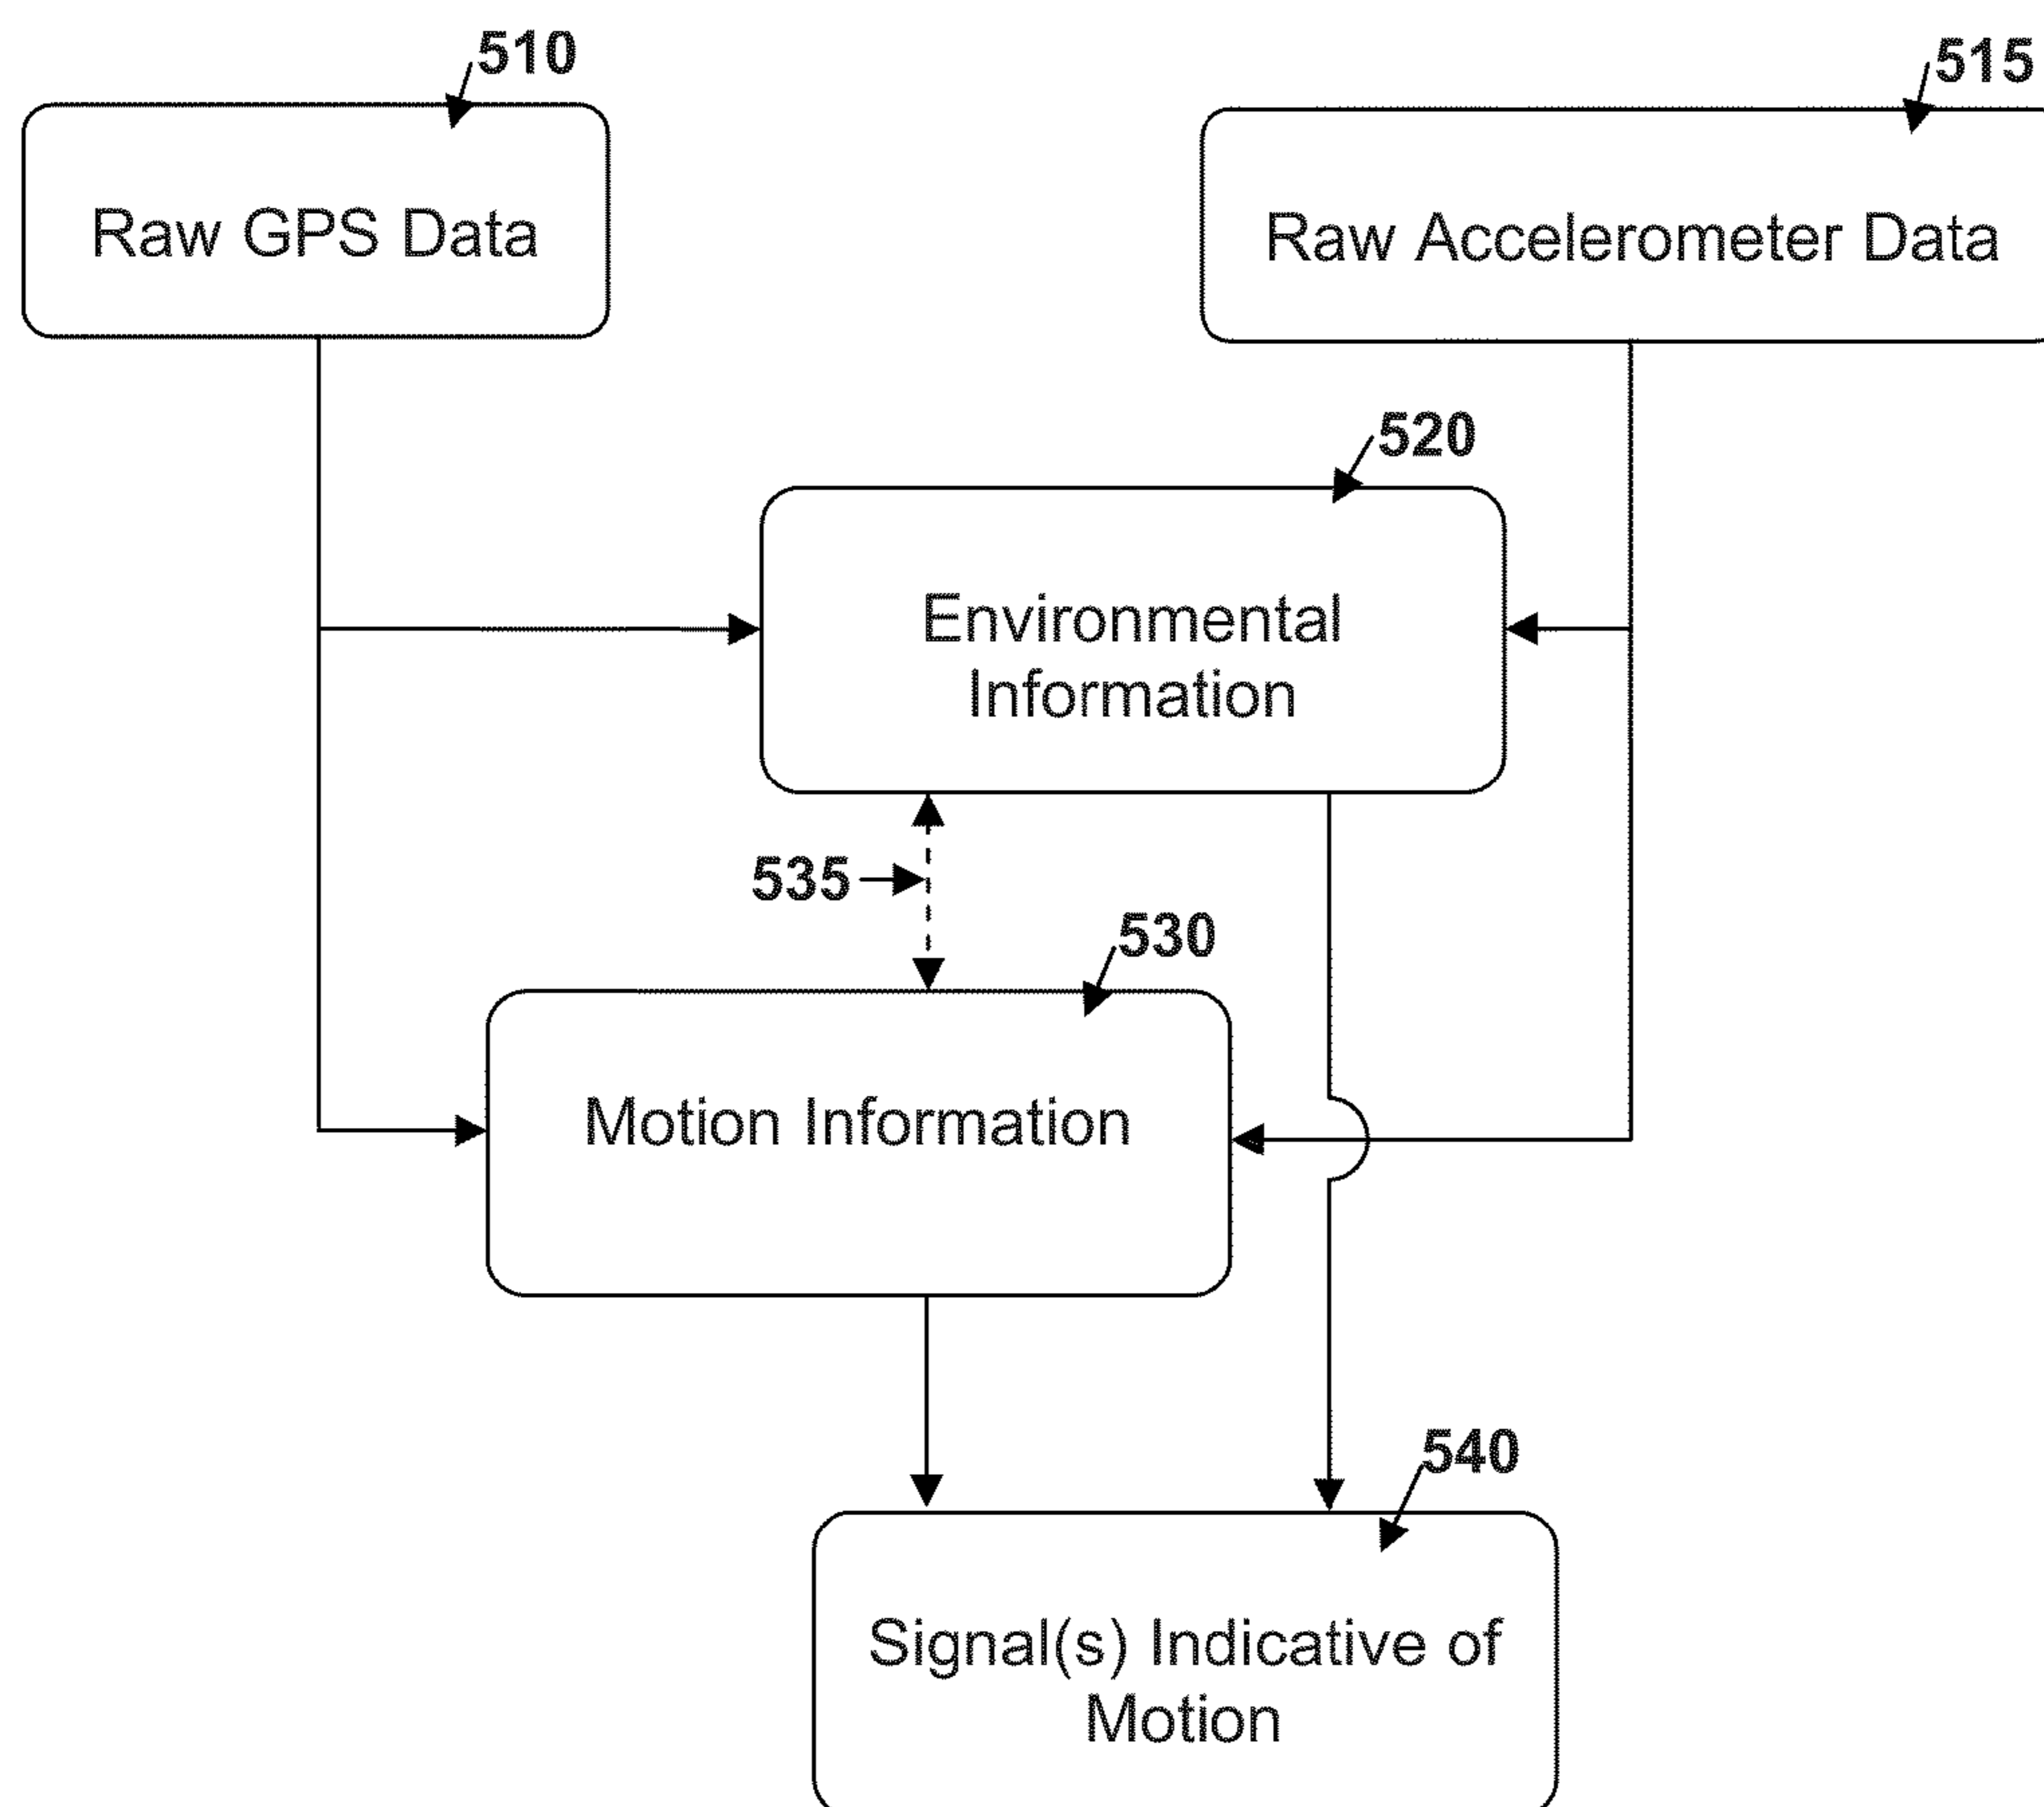 510
515
Raw GPS Data
Raw Accelerometer Data
520
Environmental
Information
535
530
Motion Information
540
Signal(s) Indicative of
Motion